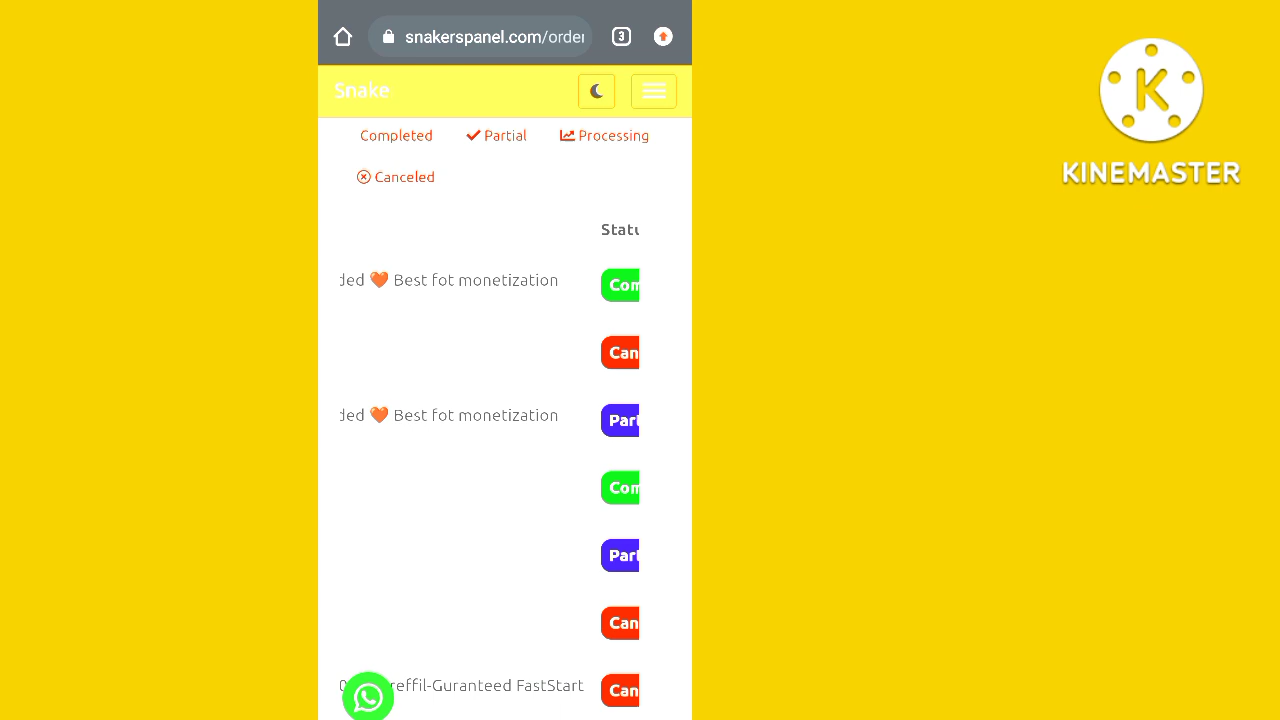 snakerspanel.com/order
3
Snake
Completed
Partial
Processing
Canceled
Statu
ded 🧡 Best fot monetization
Com
Can
ded 🧡 Best fot monetization
Part
Com
Part
Can
reffil-Guranteed FastStart
Can
K
KINEMASTER